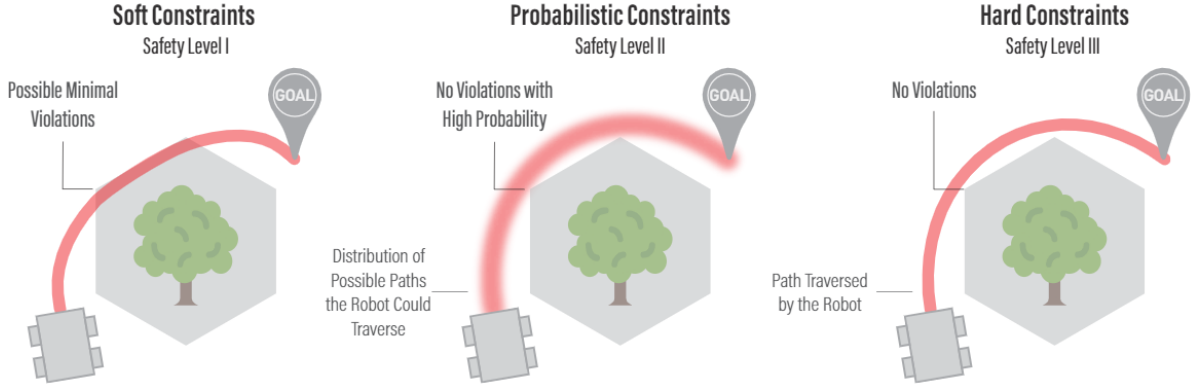 Soft Constraints
Safety Level I
Possible Minimal
Violations
GOAL
Probabilistic Constraints
Safety Level II
No Violations with
High Probability
GOAL
Distribution of
Possible Paths
the Robot Could
Traverse
Hard Constraints
Safety Level III
No Violations
GOAL
Path Traversed
by the Robot